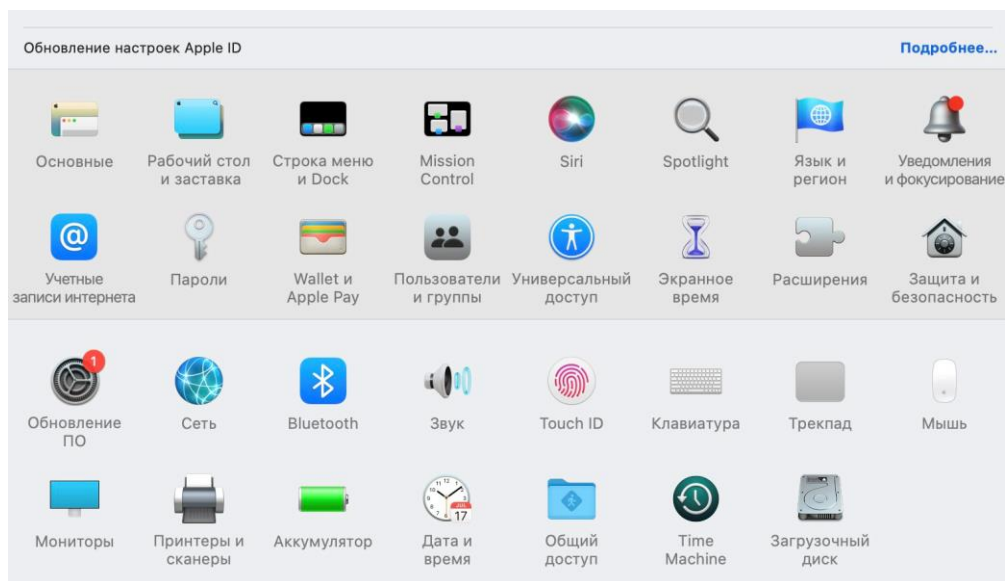 Обновление настроек Apple ID
Подробнее...
Основные
Рабочий стол
и заставка
Строка меню
и Dock
Mission
Control
Siri
Spotlight
Язык и
регион
Уведомления
и фокусирование
Учетные
записи интернета
Пароли
Wallet и
Apple Pay
Пользователи
и группы
Универсальный
доступ
Экранное
время
Расширения
Защита и
безопасность
1
Обновление
ПО
Сеть
Bluetooth
Звук
Touch ID
Клавиатура
Трекпад
Мышь
Мониторы
Принтеры и
сканеры
Аккумулятор
JUL
17
Дата и
время
Общий
доступ
Time
Machine
Загрузочный
диск